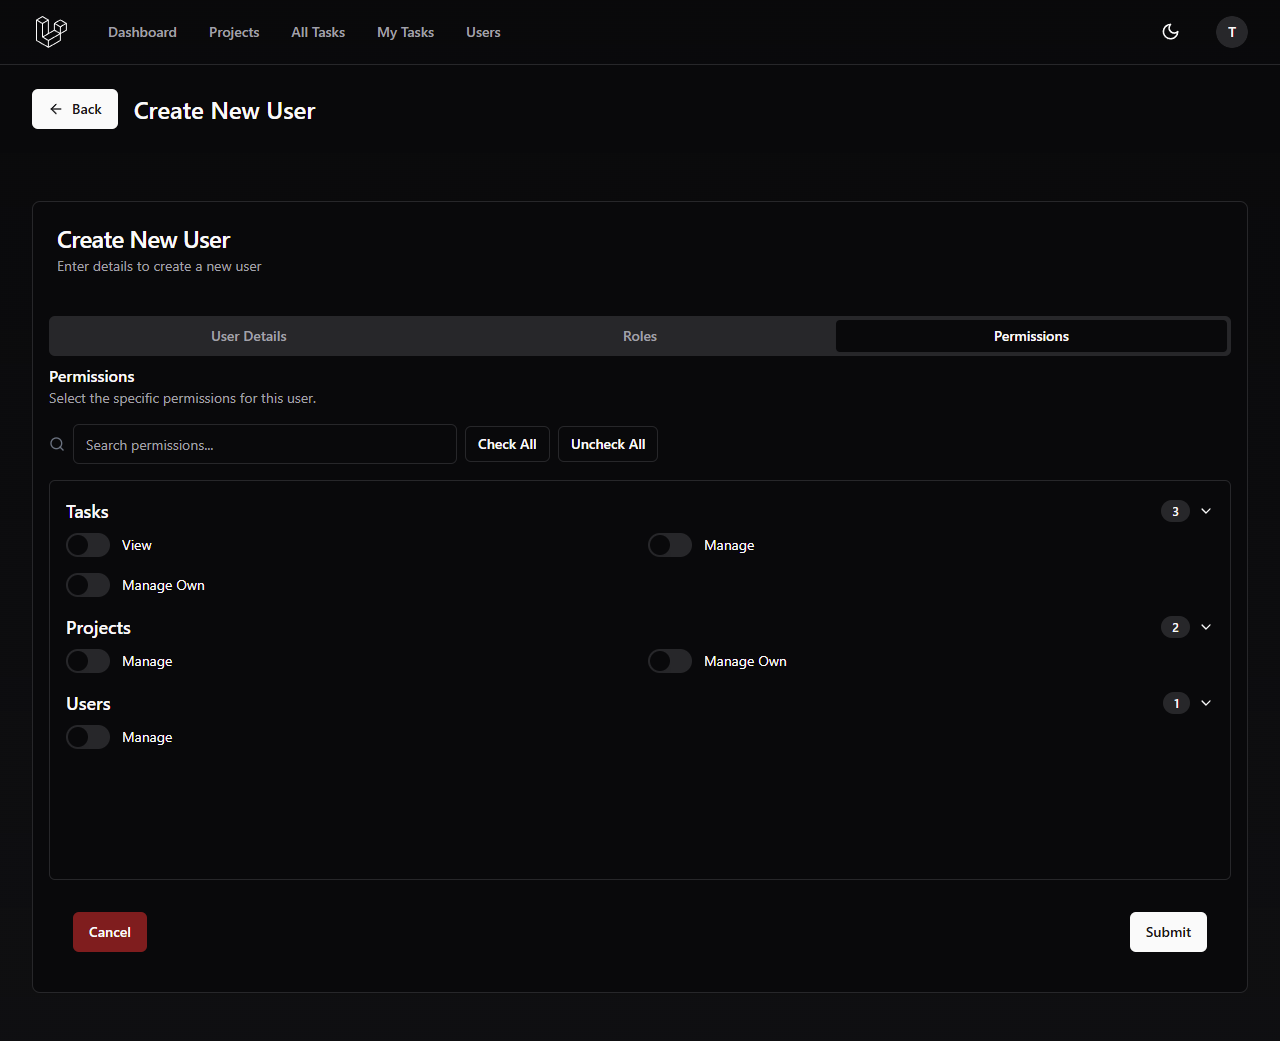 Dashboard Projects All Tasks My Tasks Users T
Back Create New User
Create New User
Enter details to create a new user
User Details Roles Permissions
Permissions
Select the specific permissions for this user.
Search permissions... Check All Uncheck All
Tasks 3
View Manage
Manage Own
Projects 2
Manage Manage Own
Users 1
Manage
Cancel Submit